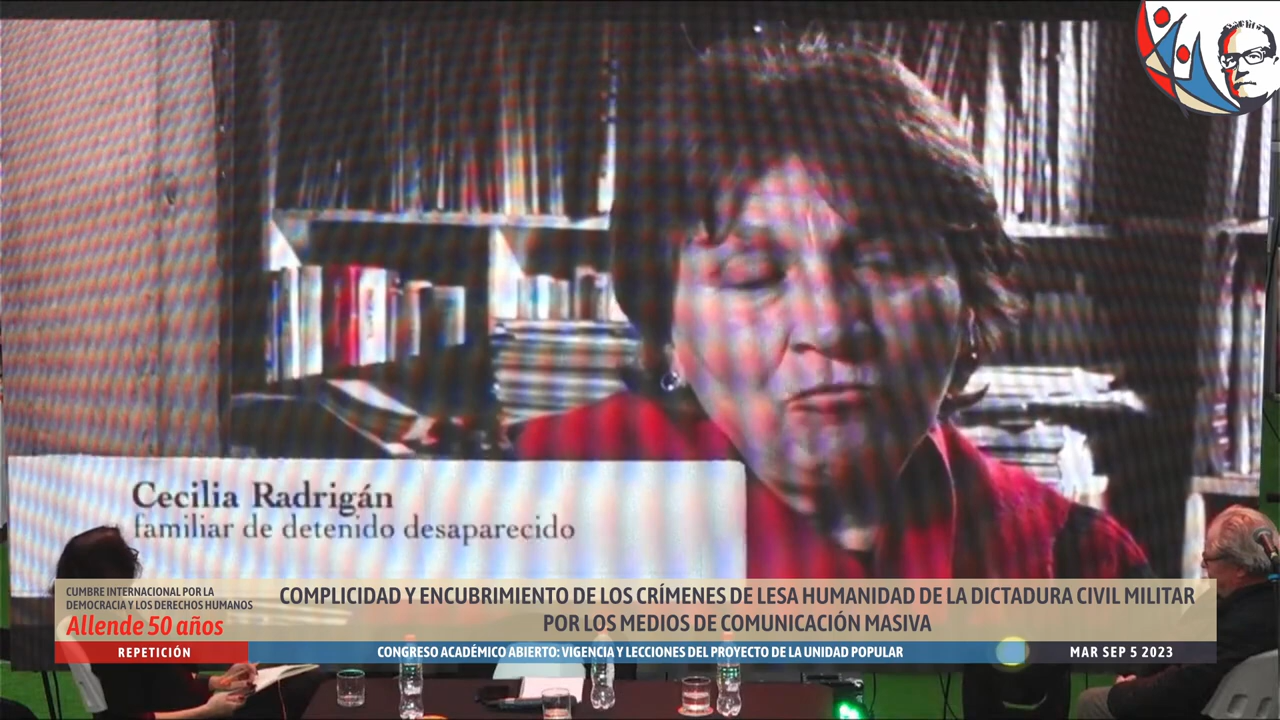 Cecilia Radrigán
familiar de detenido desaparecido
CUMBRE INTERNACIONAL POR LA
DEMOCRACIA Y LOS DERECHOS HUMANOS
Allende 50 años
REPETICIÓN
COMPLICIDAD Y ENCUBRIMIENTO DE LOS CRÍMENES DE LESA HUMANIDAD DE LA DICTADURA CIVIL MILITAR
POR LOS MEDIOS DE COMUNICACIÓN MASIVA
CONGRESO ACADÉMICO ABIERTO: VIGENCIA Y LECCIONES DEL PROYECTO DE LA UNIDAD POPULAR
MAR SEP 5 2023